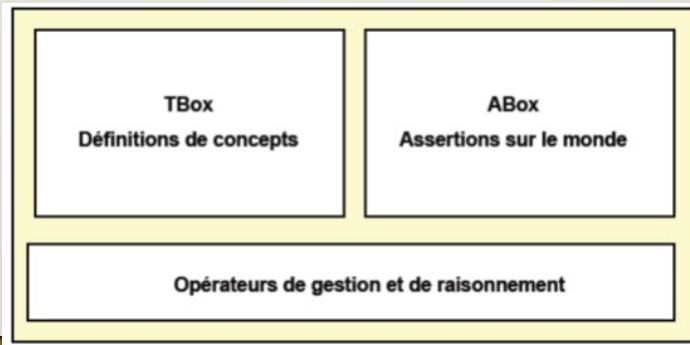 TBox
Définitions de concepts
ABox
Assertions sur le monde
Opérateurs de gestion et de raisonnement